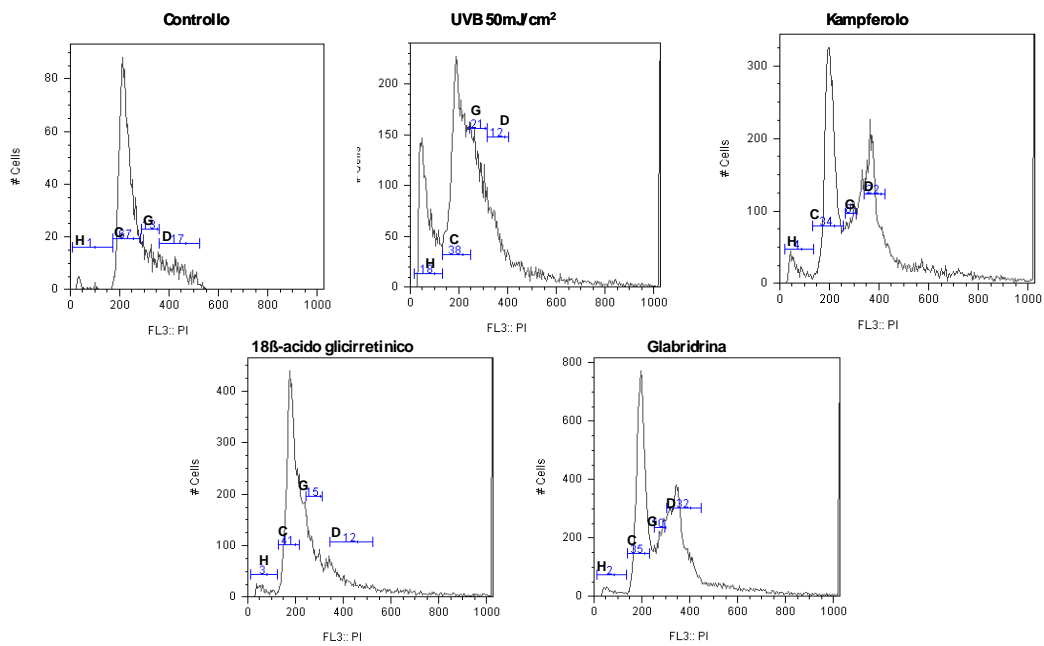 Controllo
UVB 50mJ/cm²
Kampferolo
# Cells
80
60
40
20
0
H 1
C 67
G
D 17
0 200 400 600 800 1000
FL3:: PI
200
150
100
50
0
G 21
D 12
C 38
H 18
0 200 400 600 800 1000
FL3:: PI
# Cells
300
200
100
0
H 4
C 34
G
D 22
0 200 400 600 800 1000
FL3:: PI
18ß-acido glicirretinico
Glabridrina
# Cells
400
300
200
100
0
H 3
C 41
G 15
D 12
0 200 400 600 800 1000
FL3:: PI
# Cells
800
600
400
200
0
H 2
C 35
G
D 32
0 200 400 600 800 1000
FL3:: PI